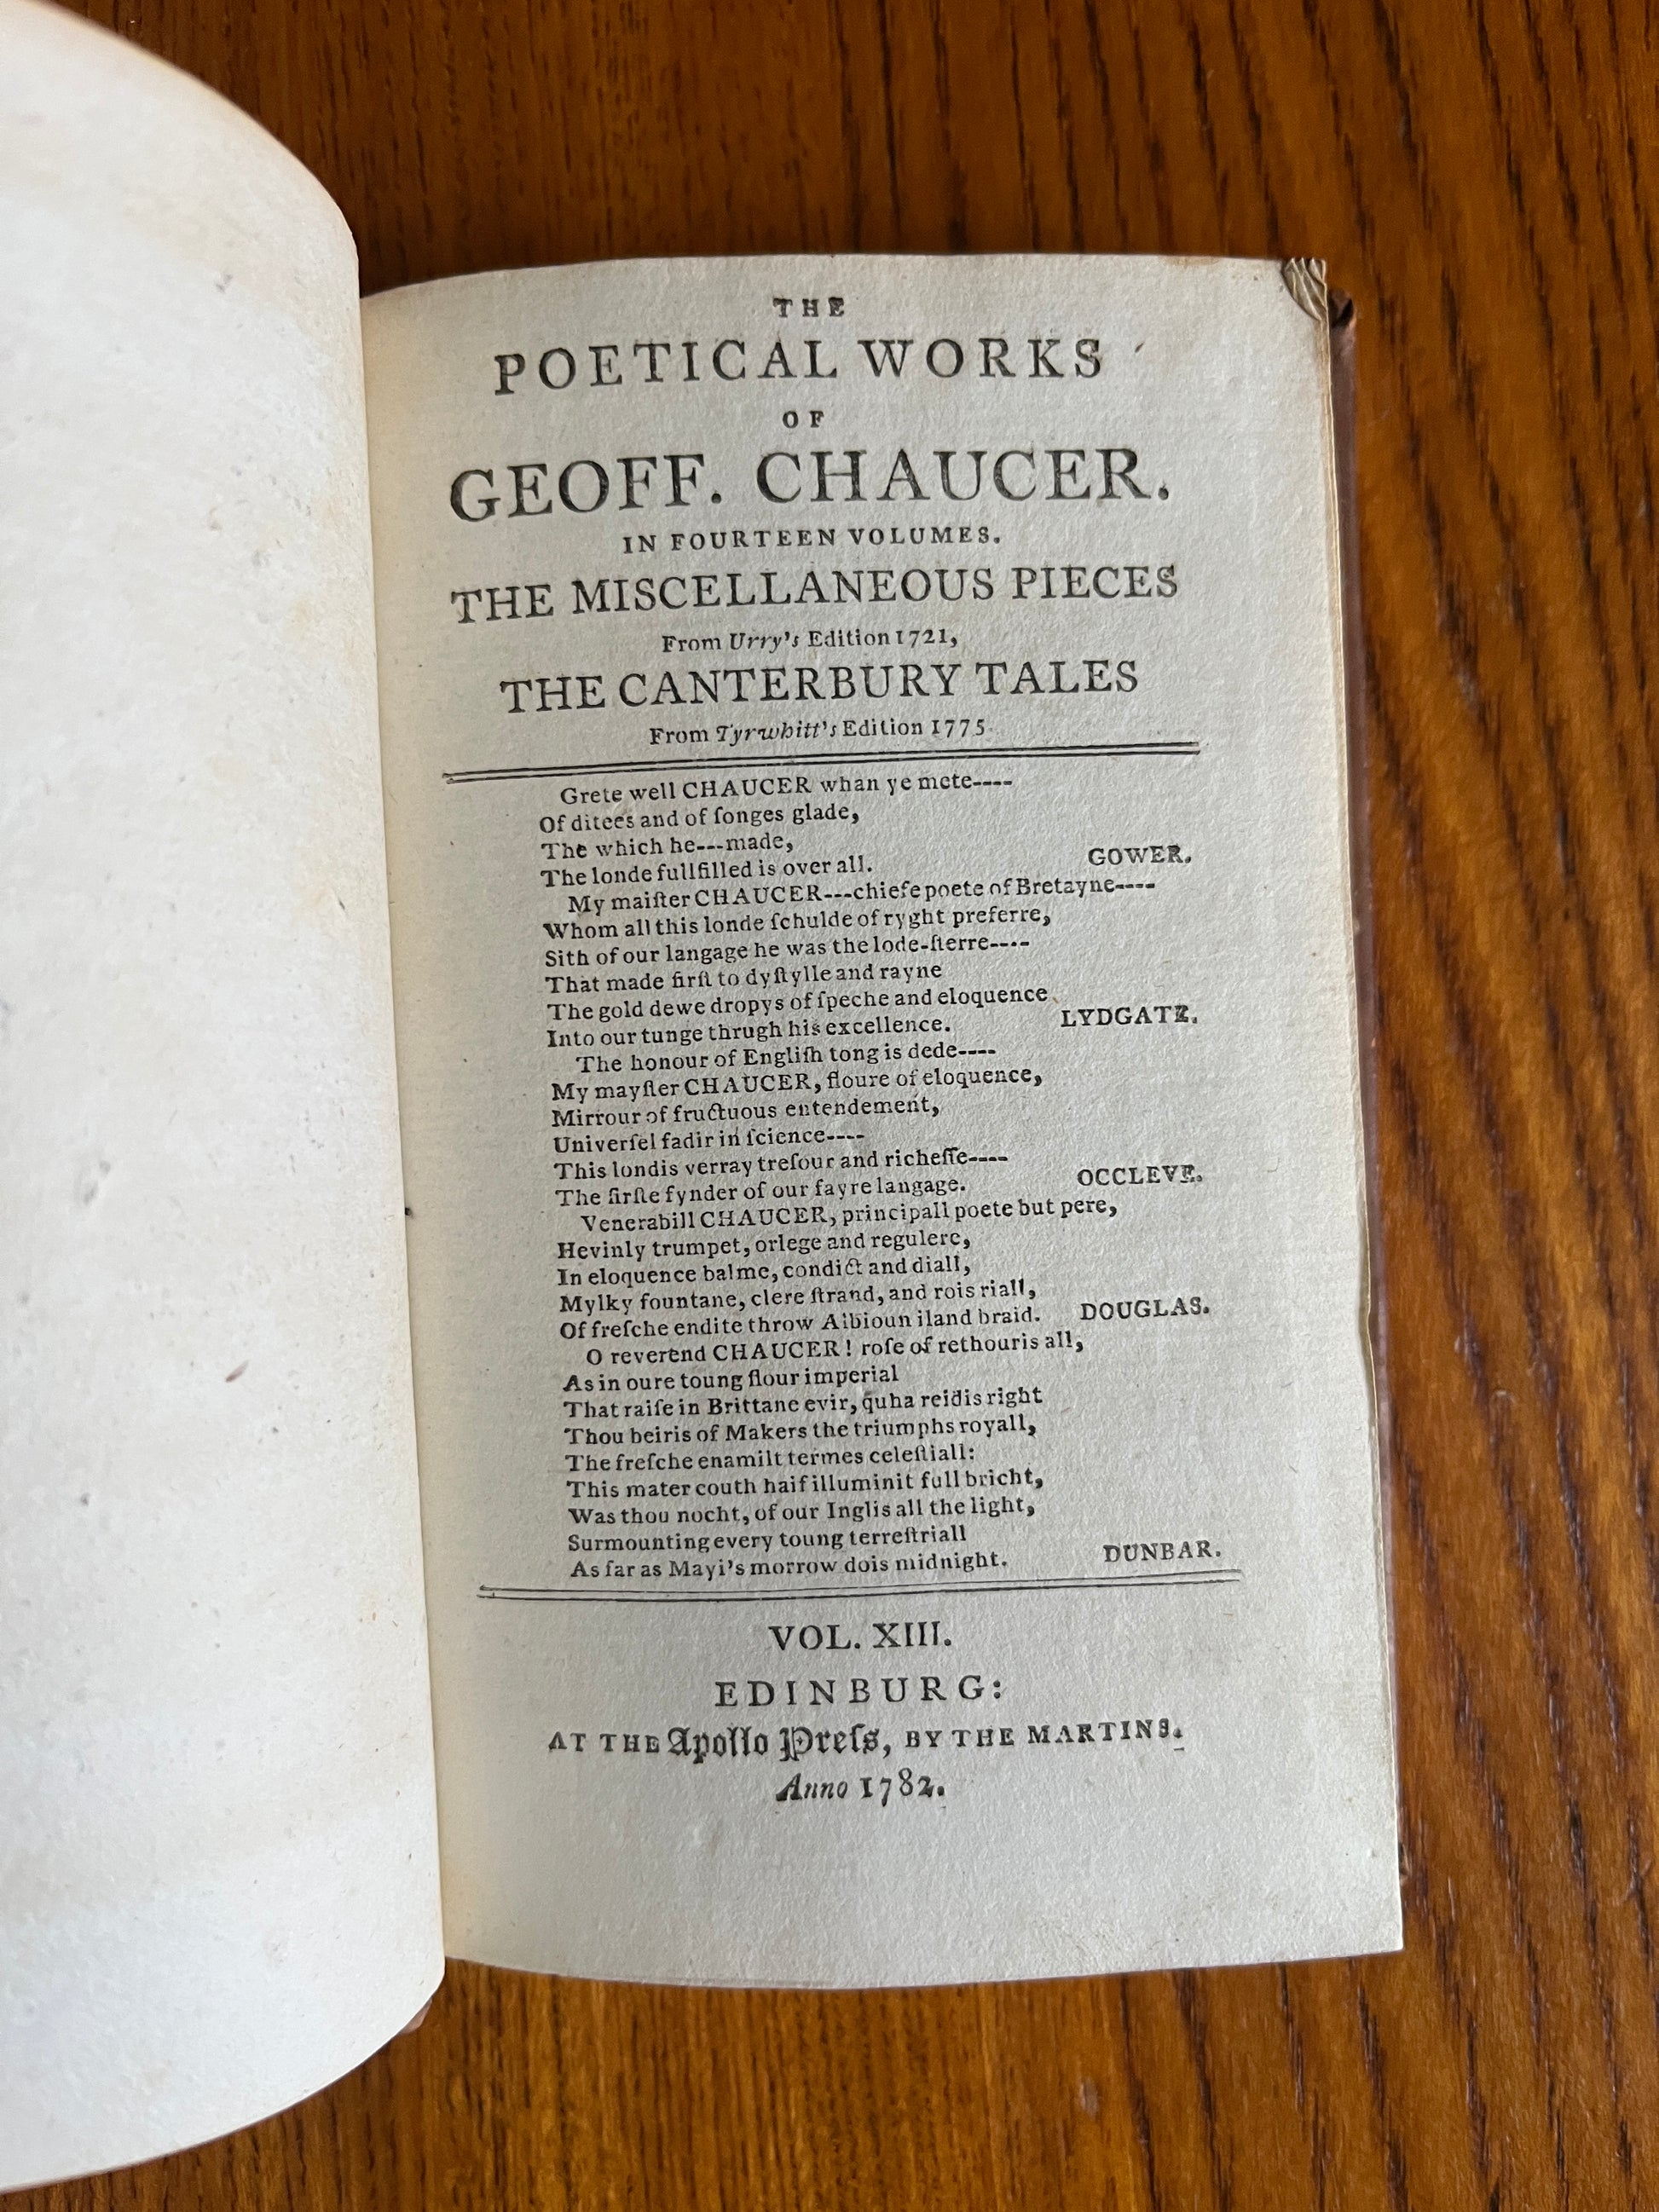 THE
POETICAL WORKS
OF
GEOFF. CHAUCER.
IN FOURTEEN VOLUMES.
THE MISCELLANEOUS PIECES
From Urry's Edition 1721,
THE CANTERBURY TALES
From Tyrwhitt's Edition 1775.
Grete well CHAUCER whan ye mete----
Of ditees and of ſonges glade,
The which he---made,
The londe fullfilled is over all. GOWER.
My maiſter CHAUCER---chiefe poete of Bretayne----
Whom all this londe ſchulde of ryght preferre,
Sith of our langage he was the lode-ſterre----
That made firſt to dyſtylle and rayne
The gold dewe dropys of ſpeche and eloquence
Into our tunge thrugh his excellence. LYDGATE.
The honour of Engliſh tong is dede----
My mayſter CHAUCER, floure of eloquence,
Mirrour of fructuous entendement,
Univerſel fadir in ſcience----
This londis verray treſour and richeſſe----
The firſte fynder of our fayre langage. OCCLEVE.
Venerabill CHAUCER, principall poete but pere,
Hevinly trumpet, orlege and regulere,
In eloquence balme, condict and diall,
Mylky fountane, clere ſtrand, and rois riall,
Of freſche endite throw Albioun iland braid. DOUGLAS.
O reverend CHAUCER! roſe of rethouris all,
As in oure toung flour imperial
That raiſe in Brittane evir, quha reidis right
Thou beiris of Makers the triumphs royall,
The freſche enamilt termes celeſtiall:
This mater couth haif illuminit full bricht,
Was thou nocht, of our Inglis all the light,
Surmounting every toung terreſtriall
As far as Mayi's morrow dois midnight. DUNBAR.
VOL. XIII.
EDINBURG:
AT THE Apollo Preſs, BY THE MARTINS.
Anno 1782.